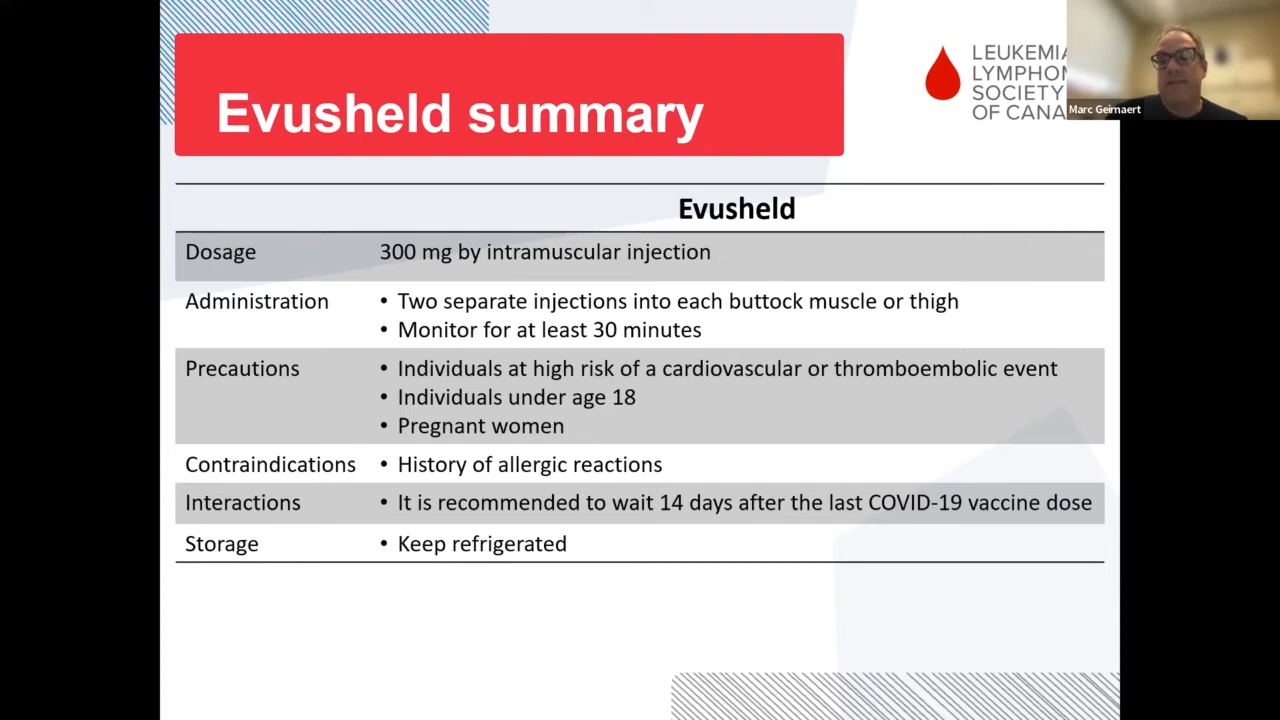 Evusheld summary
LEUKEMIA
LYMPHOM
SOCIETY
OF CANA
Marc Geirnaert
Evusheld
Dosage 300 mg by intramuscular injection
Administration • Two separate injections into each buttock muscle or thigh
• Monitor for at least 30 minutes
Precautions • Individuals at high risk of a cardiovascular or thromboembolic event
• Individuals under age 18
• Pregnant women
Contraindications • History of allergic reactions
Interactions • It is recommended to wait 14 days after the last COVID-19 vaccine dose
Storage • Keep refrigerated